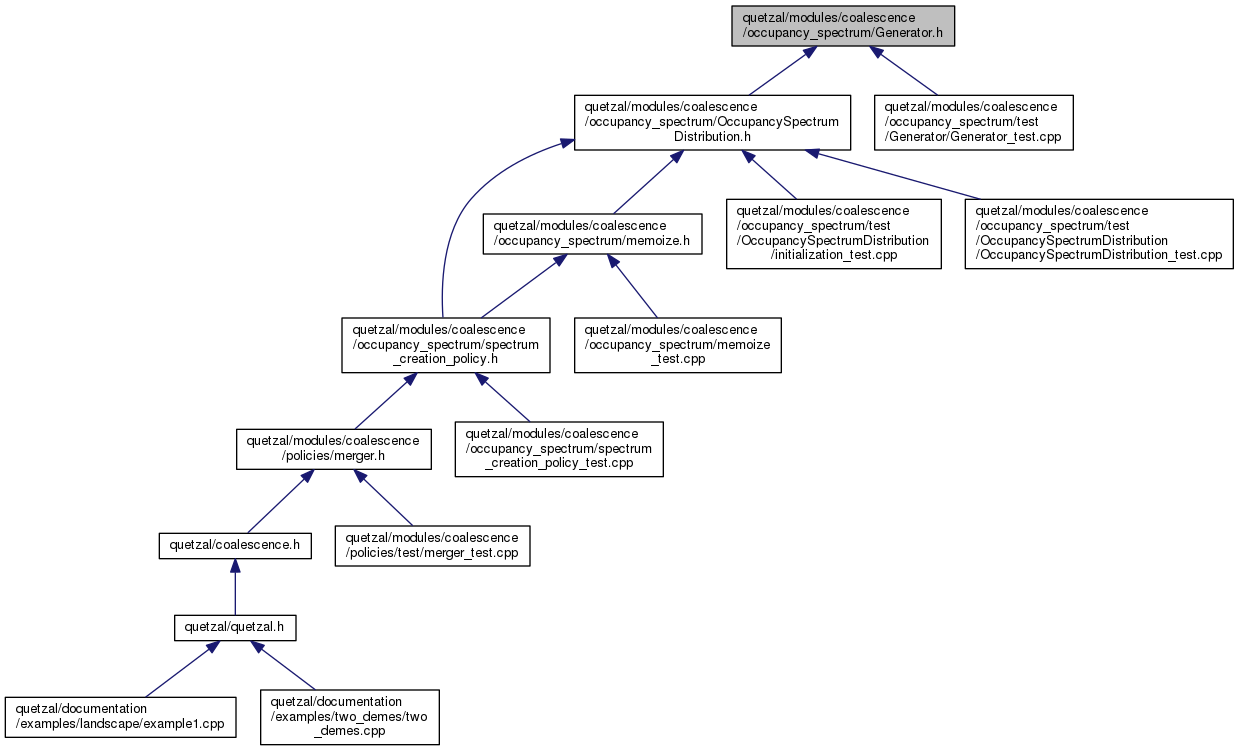 quetzal/modules/coalescence
/occupancy_spectrum/Generator.h
quetzal/modules/coalescence
/occupancy_spectrum/OccupancySpectrum
Distribution.h
quetzal/modules/coalescence
/occupancy_spectrum/test
/Generator/Generator_test.cpp
quetzal/modules/coalescence
/occupancy_spectrum/memoize.h
quetzal/modules/coalescence
/occupancy_spectrum/test
/OccupancySpectrumDistribution
/initialization_test.cpp
quetzal/modules/coalescence
/occupancy_spectrum/test
/OccupancySpectrumDistribution
/OccupancySpectrumDistribution_test.cpp
quetzal/modules/coalescence
/occupancy_spectrum/spectrum
_creation_policy.h
quetzal/modules/coalescence
/occupancy_spectrum/memoize
_test.cpp
quetzal/modules/coalescence
/policies/merger.h
quetzal/modules/coalescence
/occupancy_spectrum/spectrum
_creation_policy_test.cpp
quetzal/coalescence.h
quetzal/modules/coalescence
/policies/test/merger_test.cpp
quetzal/quetzal.h
quetzal/documentation
/examples/landscape/example1.cpp
quetzal/documentation
/examples/two_demes/two
_demes.cpp